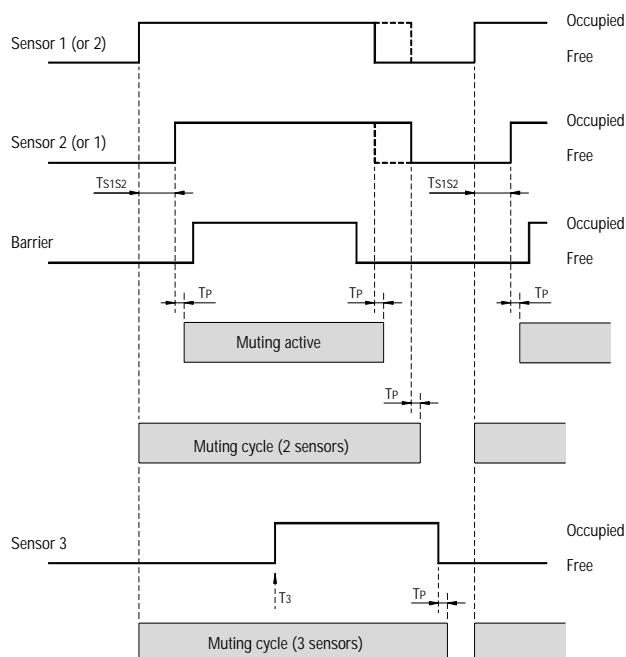 Occupied
Sensor 1 (or 2)
Free
Occupied
Sensor 2 (or 1)
Free
TS1S2 TS1S2
Occupied
Barrier
Free
TP TP TP
Muting active
TP
Muting cycle (2 sensors)
Occupied
Sensor 3
Free
T3 TP
Muting cycle (3 sensors)